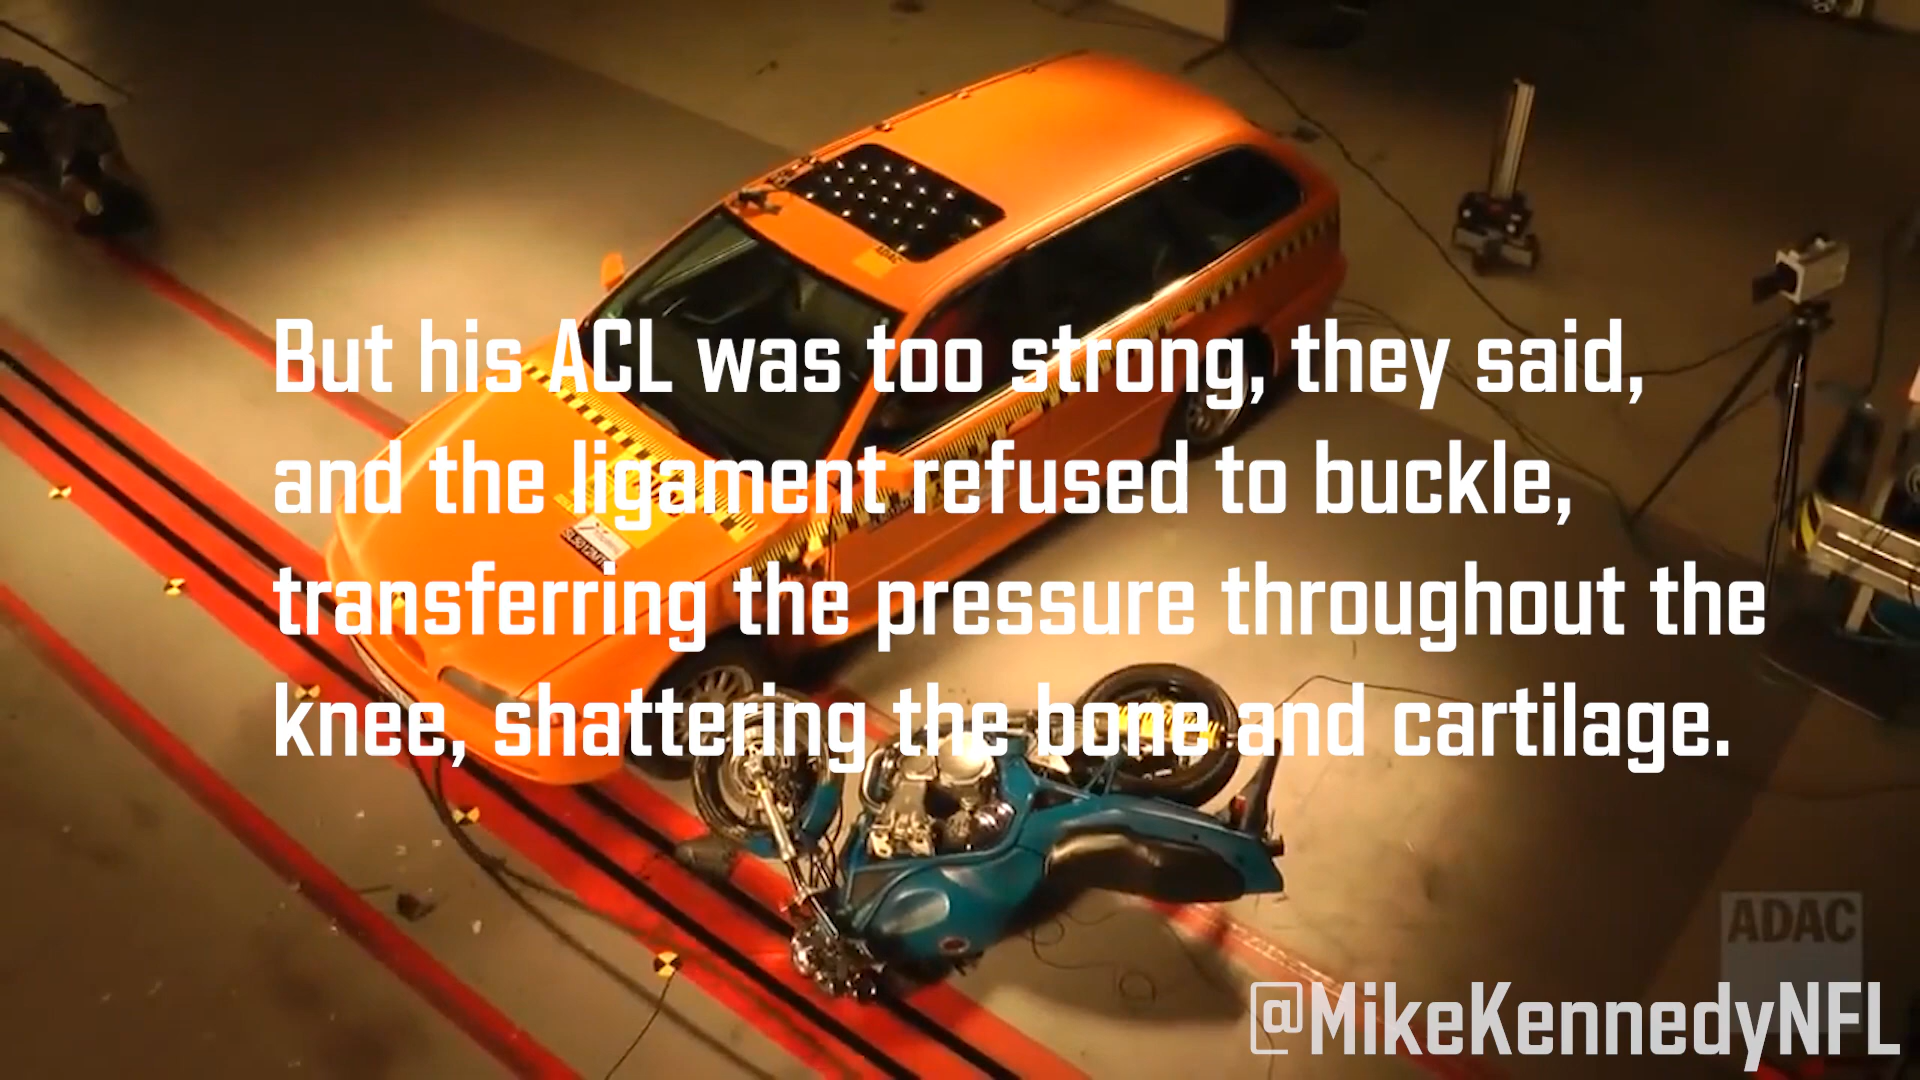 ADAC
But his ACL was too strong, they said,
and the ligament refused to buckle,
transferring the pressure throughout the
knee, shattering the bone and cartilage.
ADAC
@MikeKennedyNFL